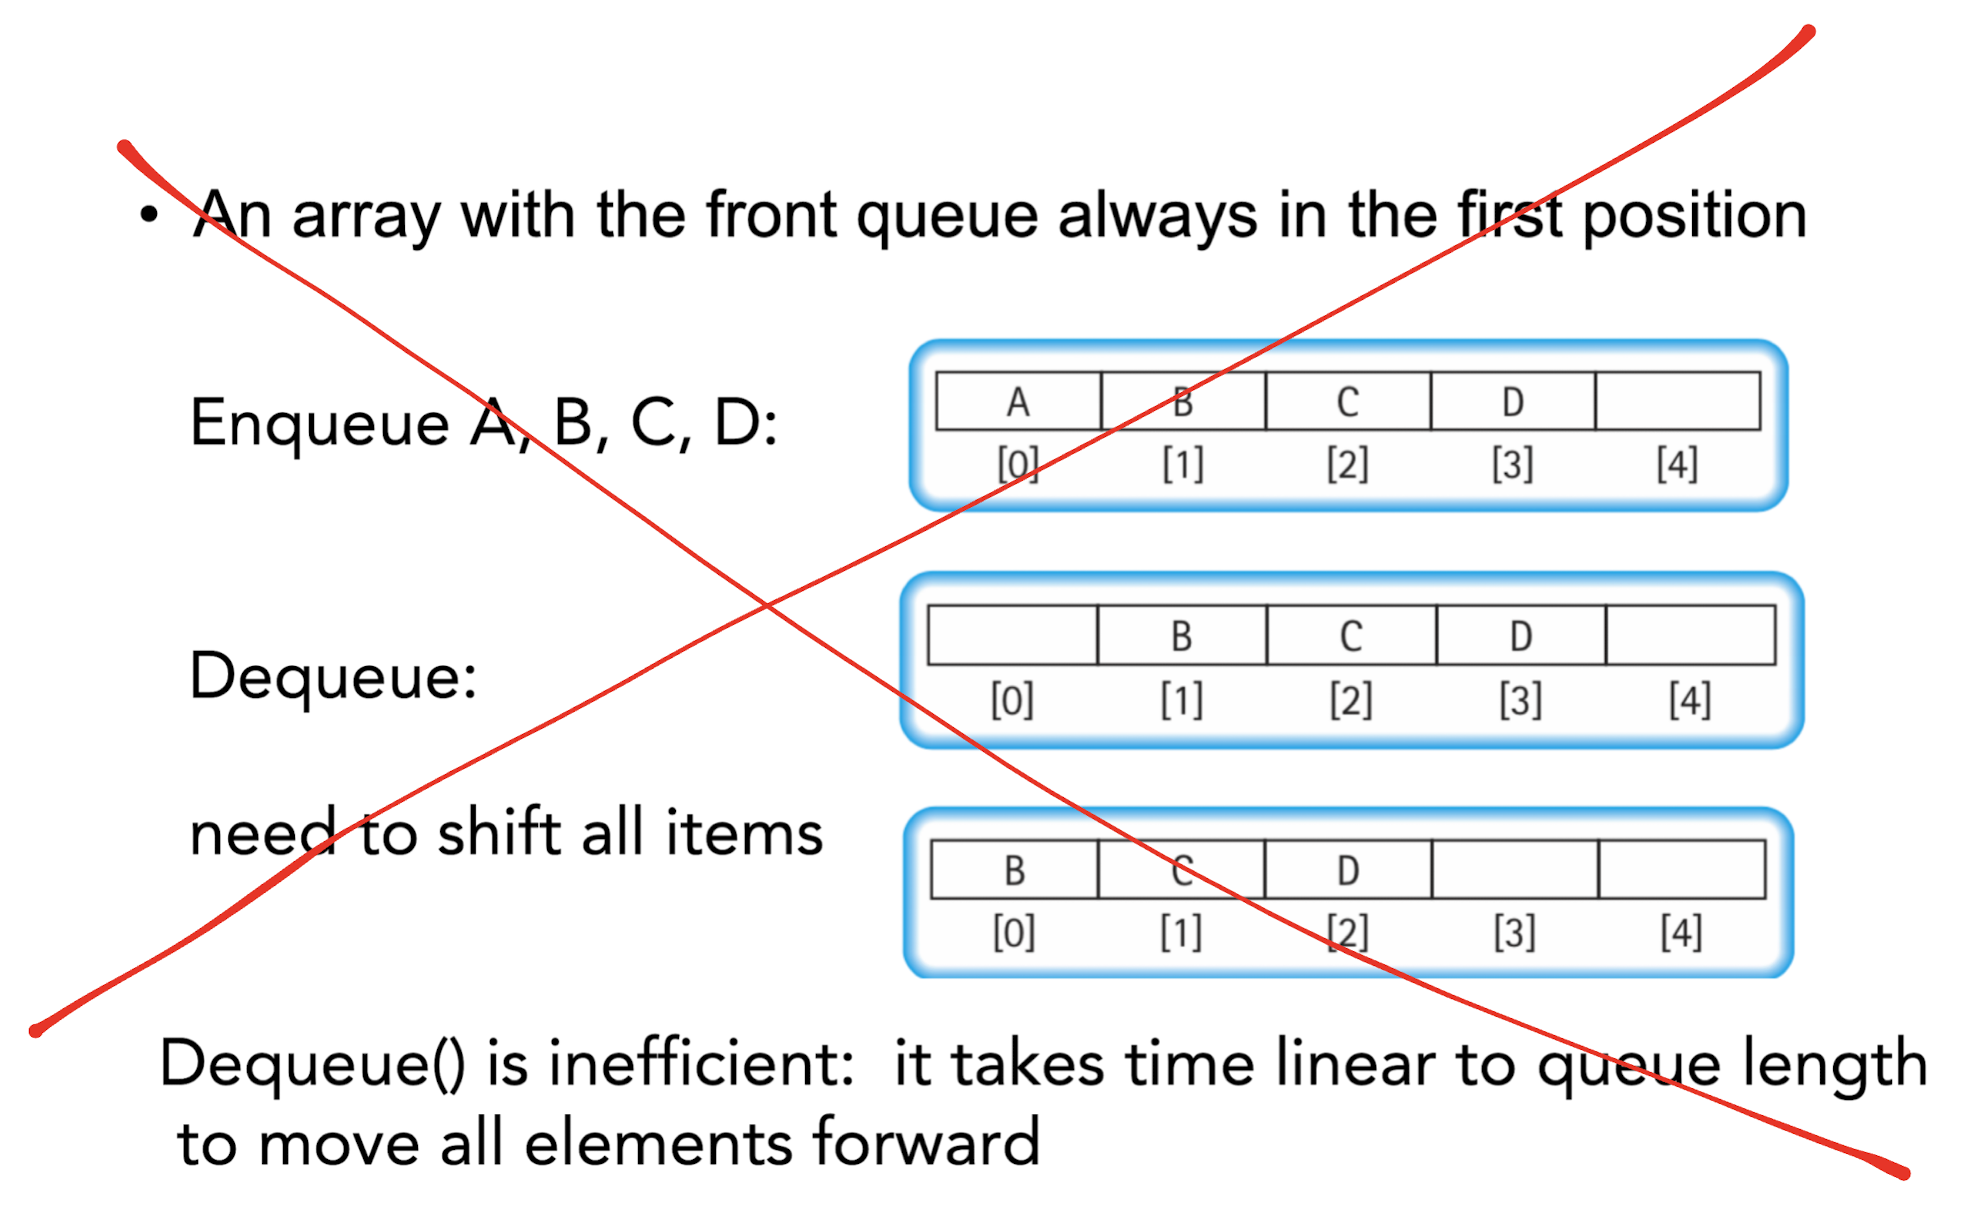 • An array with the front queue always in the first position
Enqueue A, B, C, D:
A B C D
[0] [1] [2] [3] [4]
Dequeue:
B C D
[0] [1] [2] [3] [4]
need to shift all items
B C D
[0] [1] [2] [3] [4]
Dequeue() is inefficient: it takes time linear to queue length
to move all elements forward